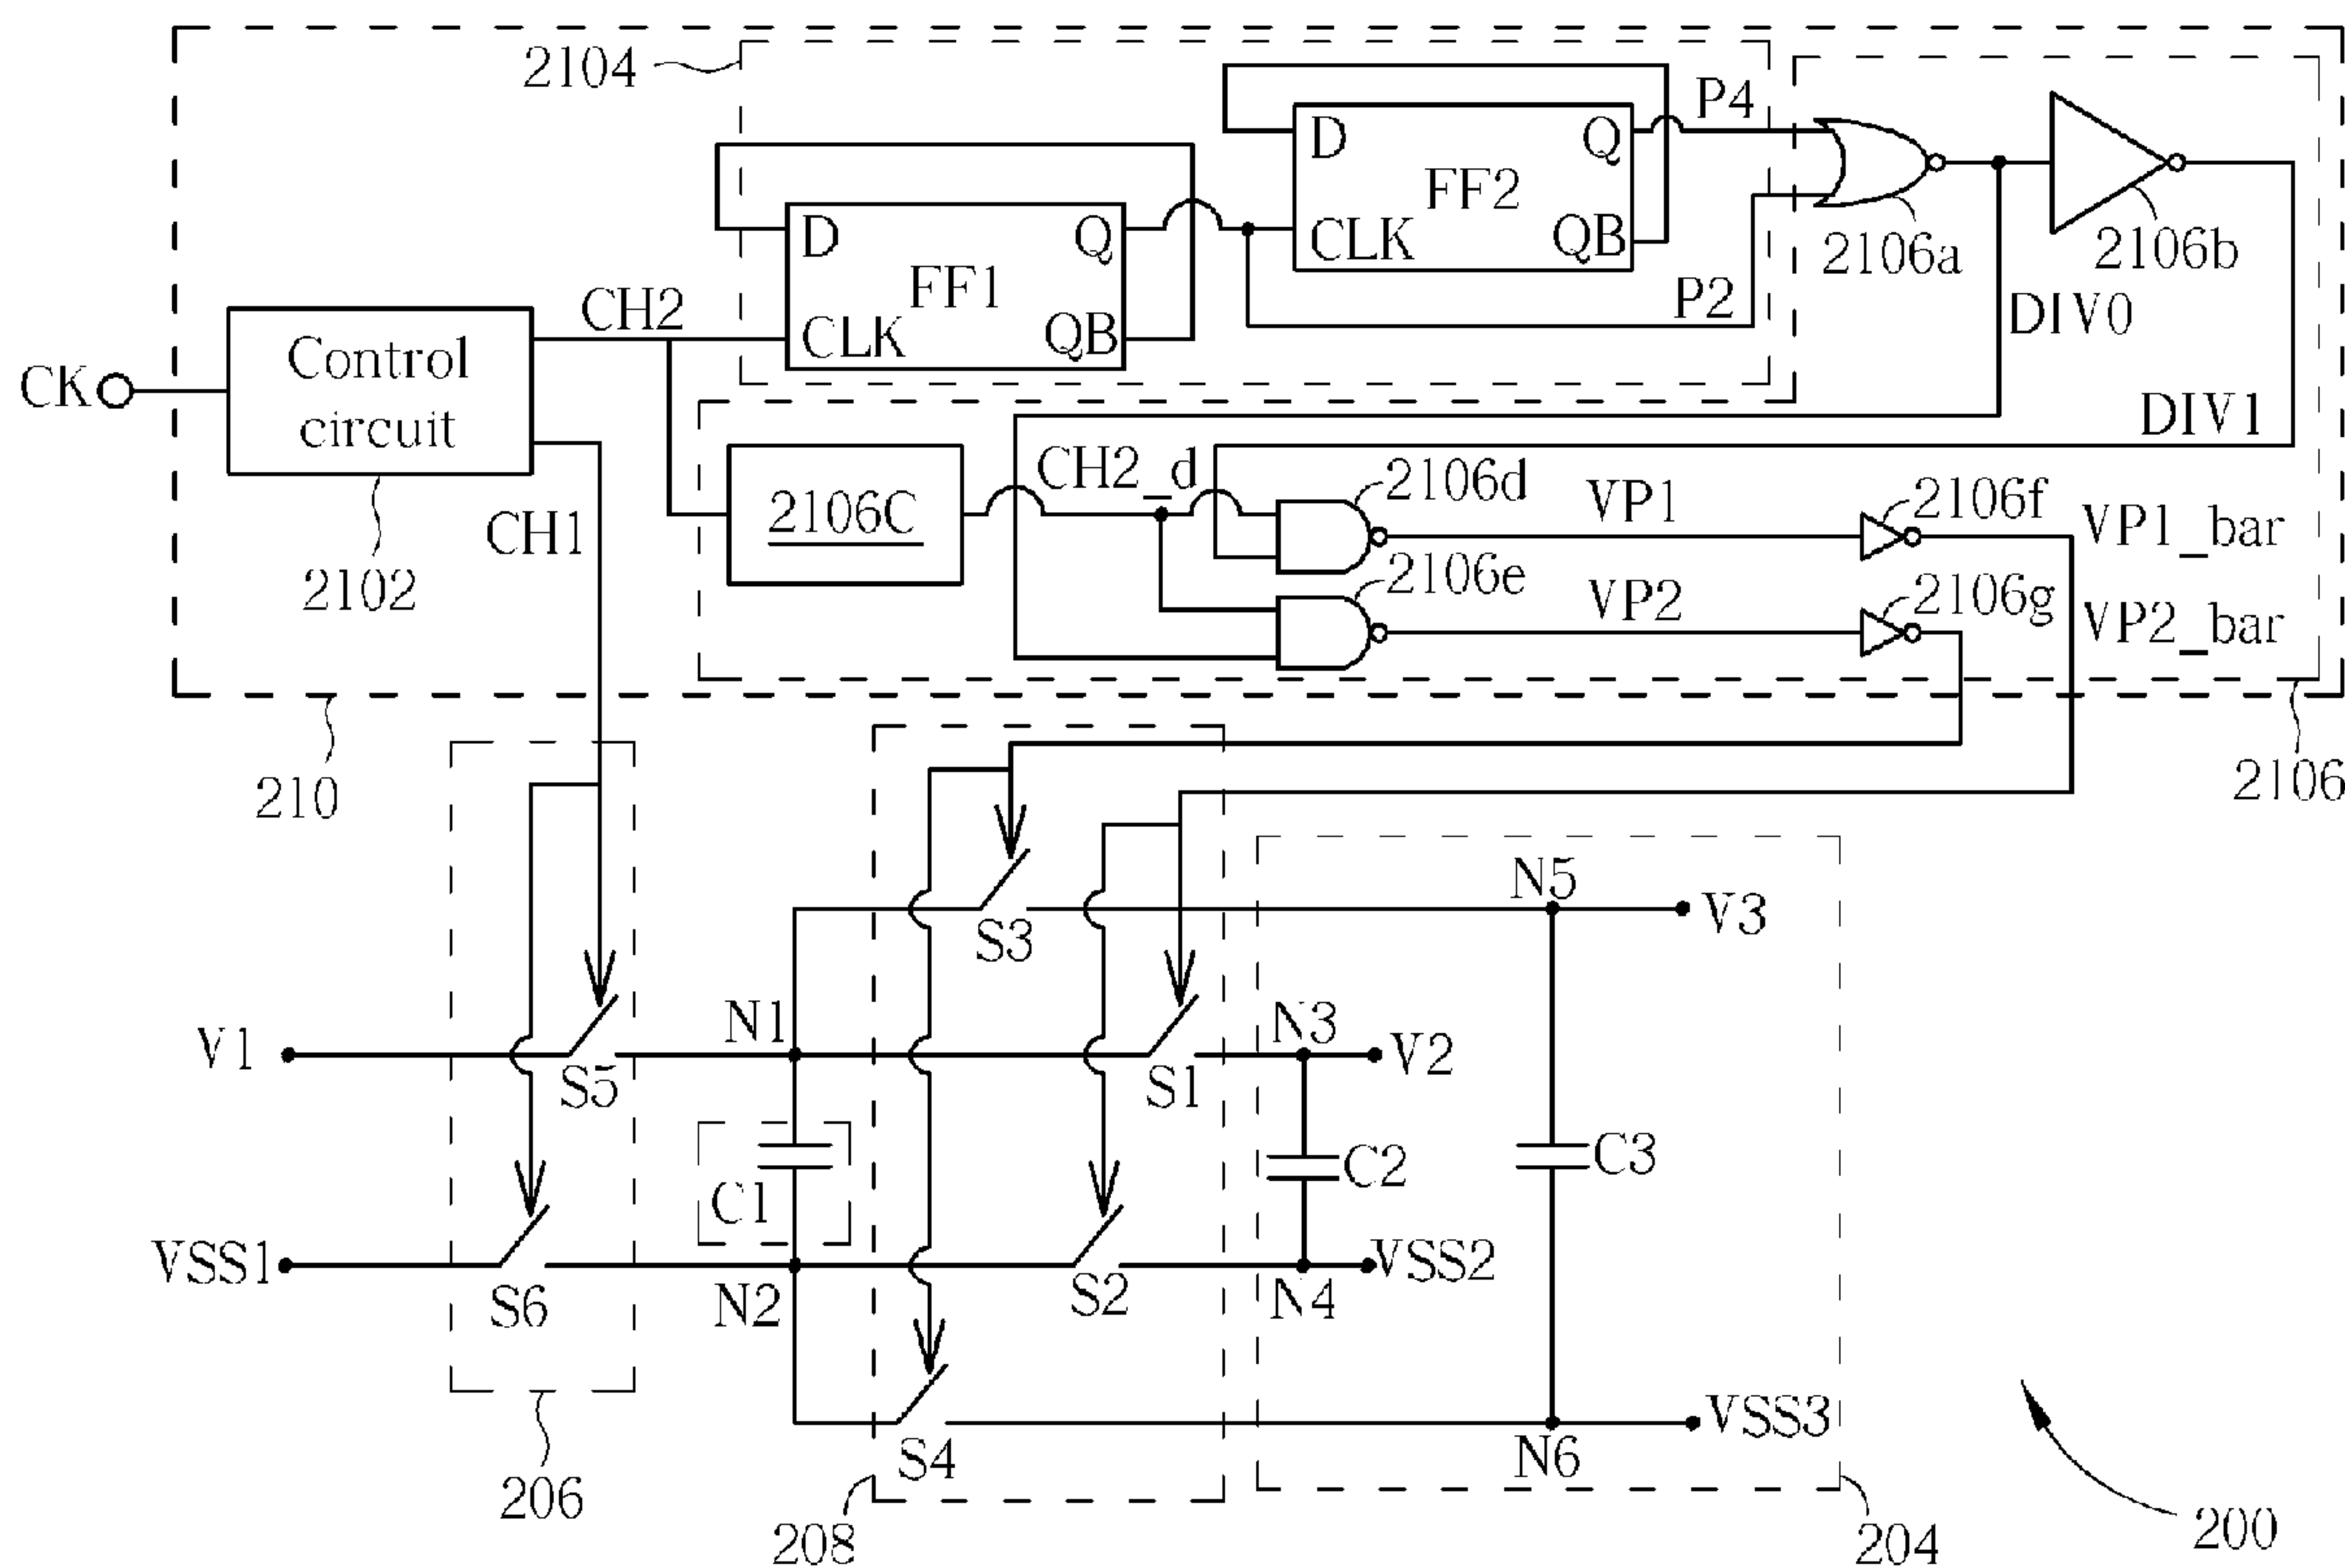 2104
P4
D
Q
FF2
CLK
QB
D
Q
FF1
CLK
QB
2106a
2106b
P2
DIV0
CH2
Control
circuit
CK
DIV1
CH2_d
2106d
VP1
2106f
VP1_bar
2106C
CH1
2102
2106e
VP2
2106g
VP2_bar
210
2106
N5
V3
S3
N1
N3
V1
V2
S5
S1
C1
C2
C3
VSS1
VSS2
S6
N2
S2
N4
VSS3
S4
N6
206
208
204
200